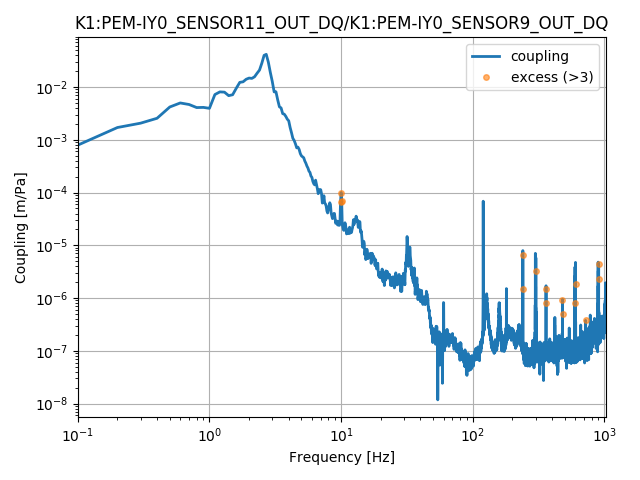 K1:PEM-IY0_SENSOR11_OUT_DQ/K1:PEM-IY0_SENSOR9_OUT_DQ
coupling
excess (>3)
Coupling [m/Pa]
10⁻²
10⁻³
10⁻⁴
10⁻⁵
10⁻⁶
10⁻⁷
10⁻⁸
10⁻¹ 10⁰ 10¹ 10² 10³
Frequency [Hz]